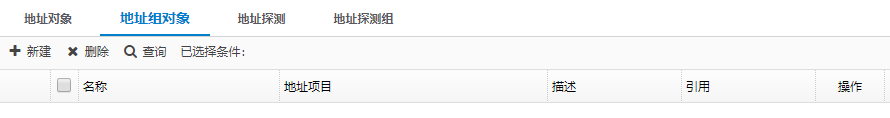 地址对象 地址组对象 地址探测 地址探测组
新建 删除 查询 已选择条件:
名称 地址项目 描述 引用 操作